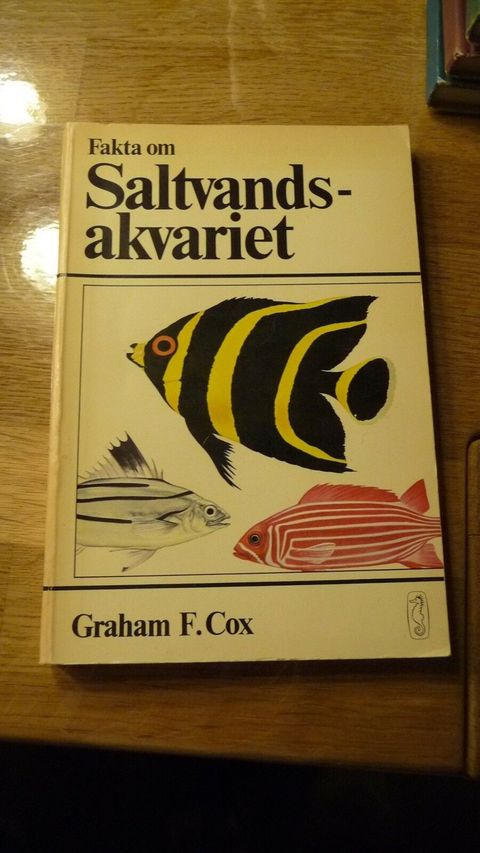 Fakta om
Saltvands-
akvariet
Graham F. Cox